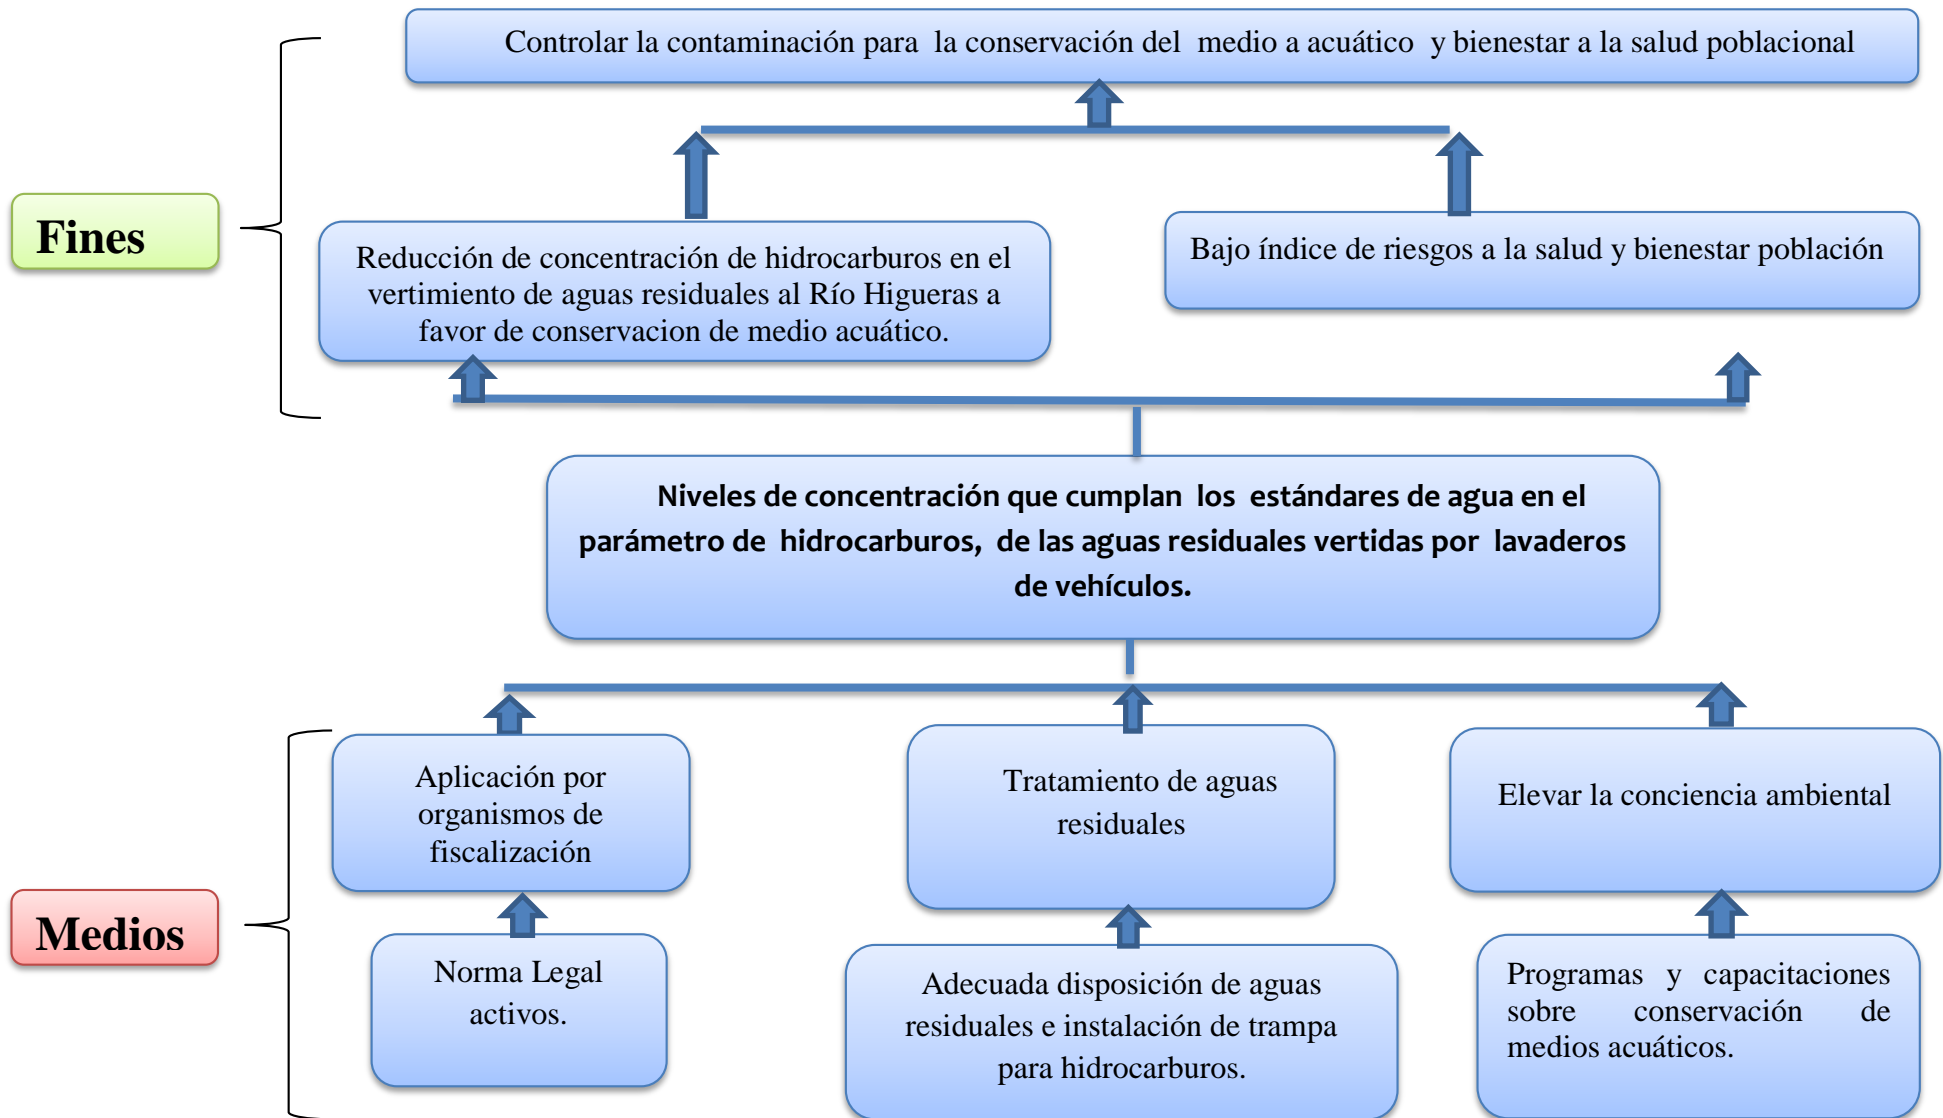 Controlar la contaminación para la conservación del medio a acuático y bienestar a la salud poblacional
Fines
Reducción de concentración de hidrocarburos en el
vertimiento de aguas residuales al Río Higueras a
favor de conservacion de medio acuático.
Bajo índice de riesgos a la salud y bienestar población
Niveles de concentración que cumplan los estándares de agua en el
parámetro de hidrocarburos, de las aguas residuales vertidas por lavaderos
de vehículos.
Aplicación por
organismos de
fiscalización
Tratamiento de aguas
residuales
Elevar la conciencia ambiental
Medios
Norma Legal
activos.
Adecuada disposición de aguas
residuales e instalación de trampa
para hidrocarburos.
Programas y capacitaciones
sobre conservación de
medios acuáticos.